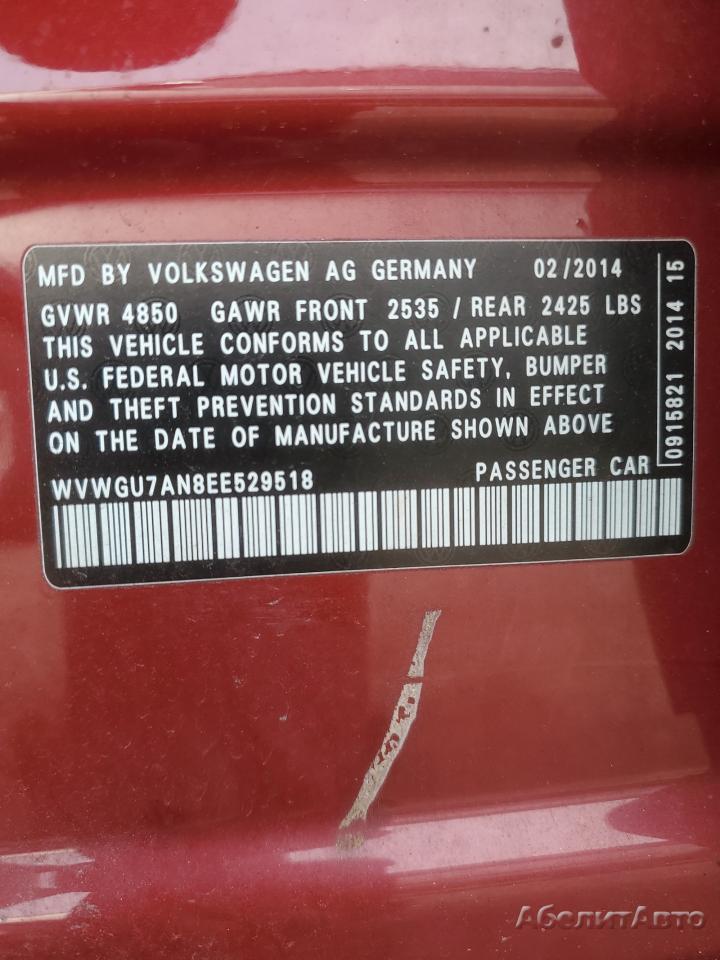 MFD BY VOLKSWAGEN AG GERMANY 02/2014
GVWR 4850 GAWR FRONT 2535 / REAR 2425 LBS
THIS VEHICLE CONFORMS TO ALL APPLICABLE
U.S. FEDERAL MOTOR VEHICLE SAFETY, BUMPER
AND THEFT PREVENTION STANDARDS IN EFFECT
ON THE DATE OF MANUFACTURE SHOWN ABOVE
WVWGU7AN8EE529518 PASSENGER CAR
0915821 2014 15
АбелитАвто